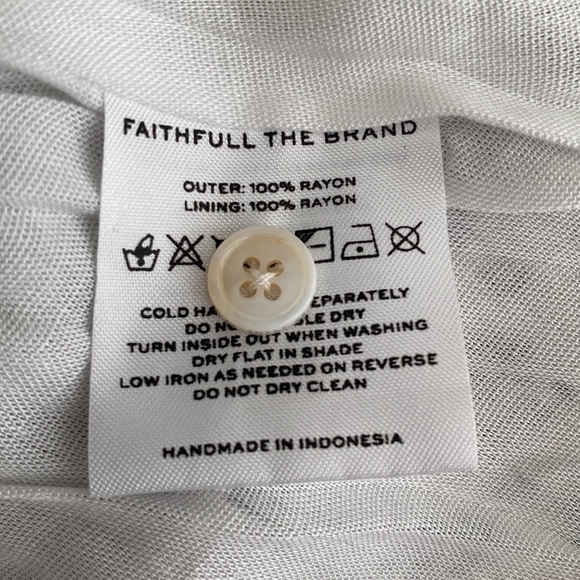 FAITHFULL THE BRAND
OUTER: 100% RAYON
LINING: 100% RAYON
COLD
DO DRY
TURN INSIDE OUT WHEN WASHING
DRY FLAT IN SHADE
LOW IRON AS NEEDED ON REVERSE
DO NOT DRY CLEAN
HANDMADE IN INDONESIA